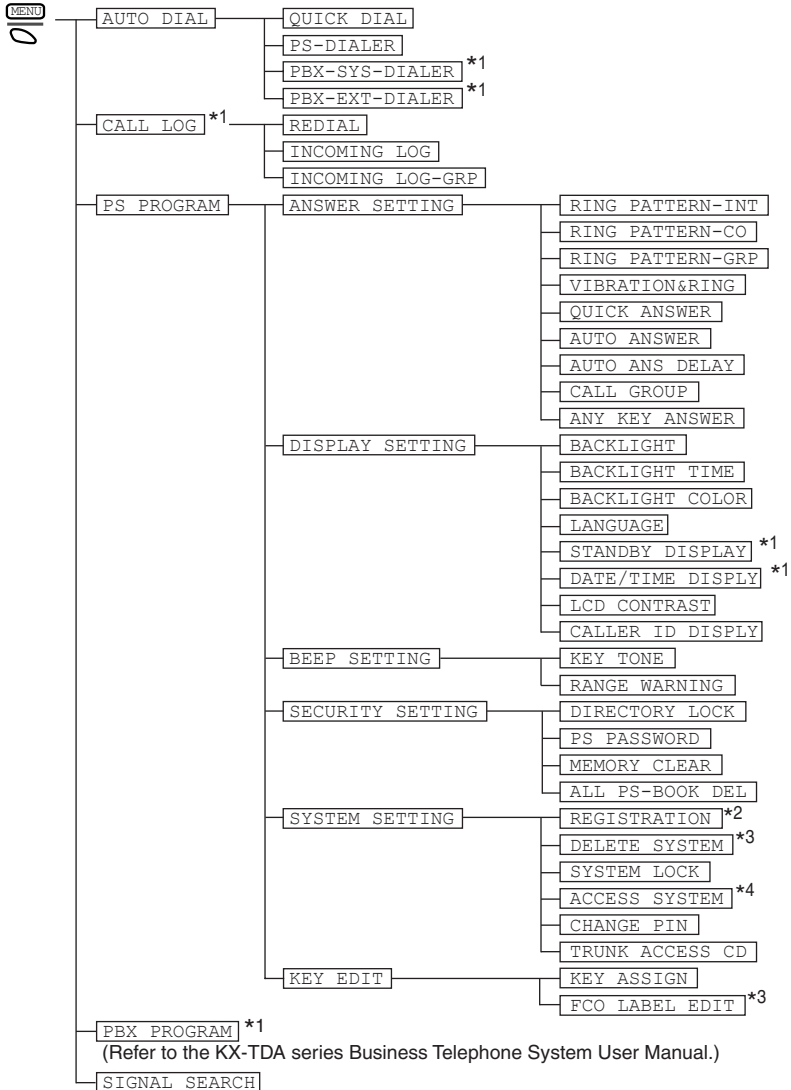 MENU
AUTO DIAL
QUICK DIAL
PS-DIALER
PBX-SYS-DIALER *1
PBX-EXT-DIALER *1
CALL LOG *1
REDIAL
INCOMING LOG
INCOMING LOG-GRP
PS PROGRAM
ANSWER SETTING
RING PATTERN-INT
RING PATTERN-CO
RING PATTERN-GRP
VIBRATION&RING
QUICK ANSWER
AUTO ANSWER
AUTO ANS DELAY
CALL GROUP
ANY KEY ANSWER
DISPLAY SETTING
BACKLIGHT
BACKLIGHT TIME
BACKLIGHT COLOR
LANGUAGE
STANDBY DISPLAY *1
DATE/TIME DISPLY *1
LCD CONTRAST
CALLER ID DISPLY
BEEP SETTING
KEY TONE
RANGE WARNING
SECURITY SETTING
DIRECTORY LOCK
PS PASSWORD
MEMORY CLEAR
ALL PS-BOOK DEL
SYSTEM SETTING
REGISTRATION *2
DELETE SYSTEM *3
SYSTEM LOCK
ACCESS SYSTEM *4
CHANGE PIN
TRUNK ACCESS CD
KEY EDIT
KEY ASSIGN
FCO LABEL EDIT *3
PBX PROGRAM *1
(Refer to the KX-TDA series Business Telephone System User Manual.)
SIGNAL SEARCH